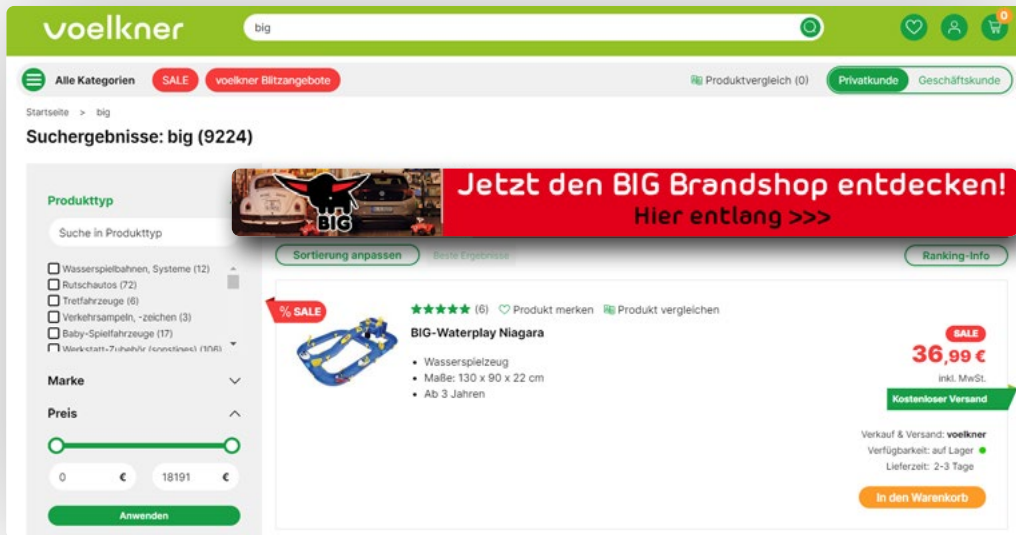 voelkner
big
0
Alle Kategorien
SALE
voelkner Blitzangebote
Produktvergleich (0)
Privatkunde
Geschäftskunde
Startseite > big
Suchergebnisse: big (9224)
Jetzt den BIG Brandshop entdecken!
Hier entlang >>>
BIG
Produkttyp
Suche in Produkttyp
Wasserspielbahnen, Systeme (12)
Rutschautos (72)
Tretfahrzeuge (6)
Verkehrsampeln, -zeichen (3)
Baby-Spielfahrzeuge (17)
Werkstatt-Zubehör (sonstiges) (106)
Marke
Preis
0 €
18191 €
Anwenden
Sortierung anpassen
Beste Ergebnisse
Ranking-Info
% SALE
(6)
Produkt merken
Produkt vergleichen
BIG-Waterplay Niagara
• Wasserspielzeug
• Maße: 130 x 90 x 22 cm
• Ab 3 Jahren
SALE
36,99 €
inkl. MwSt.
Kostenloser Versand
Verkauf & Versand: voelkner
Verfügbarkeit: auf Lager
Lieferzeit: 2-3 Tage
In den Warenkorb